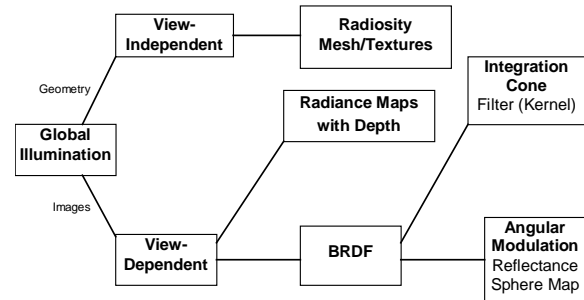 View-
Independent
Radiosity
Mesh/Textures
Integration
Cone
Filter (Kernel)
Geometry
Radiance Maps
with Depth
Global
Illumination
Images
View-
Dependent
BRDF
Angular
Modulation
Reflectance
Sphere Map